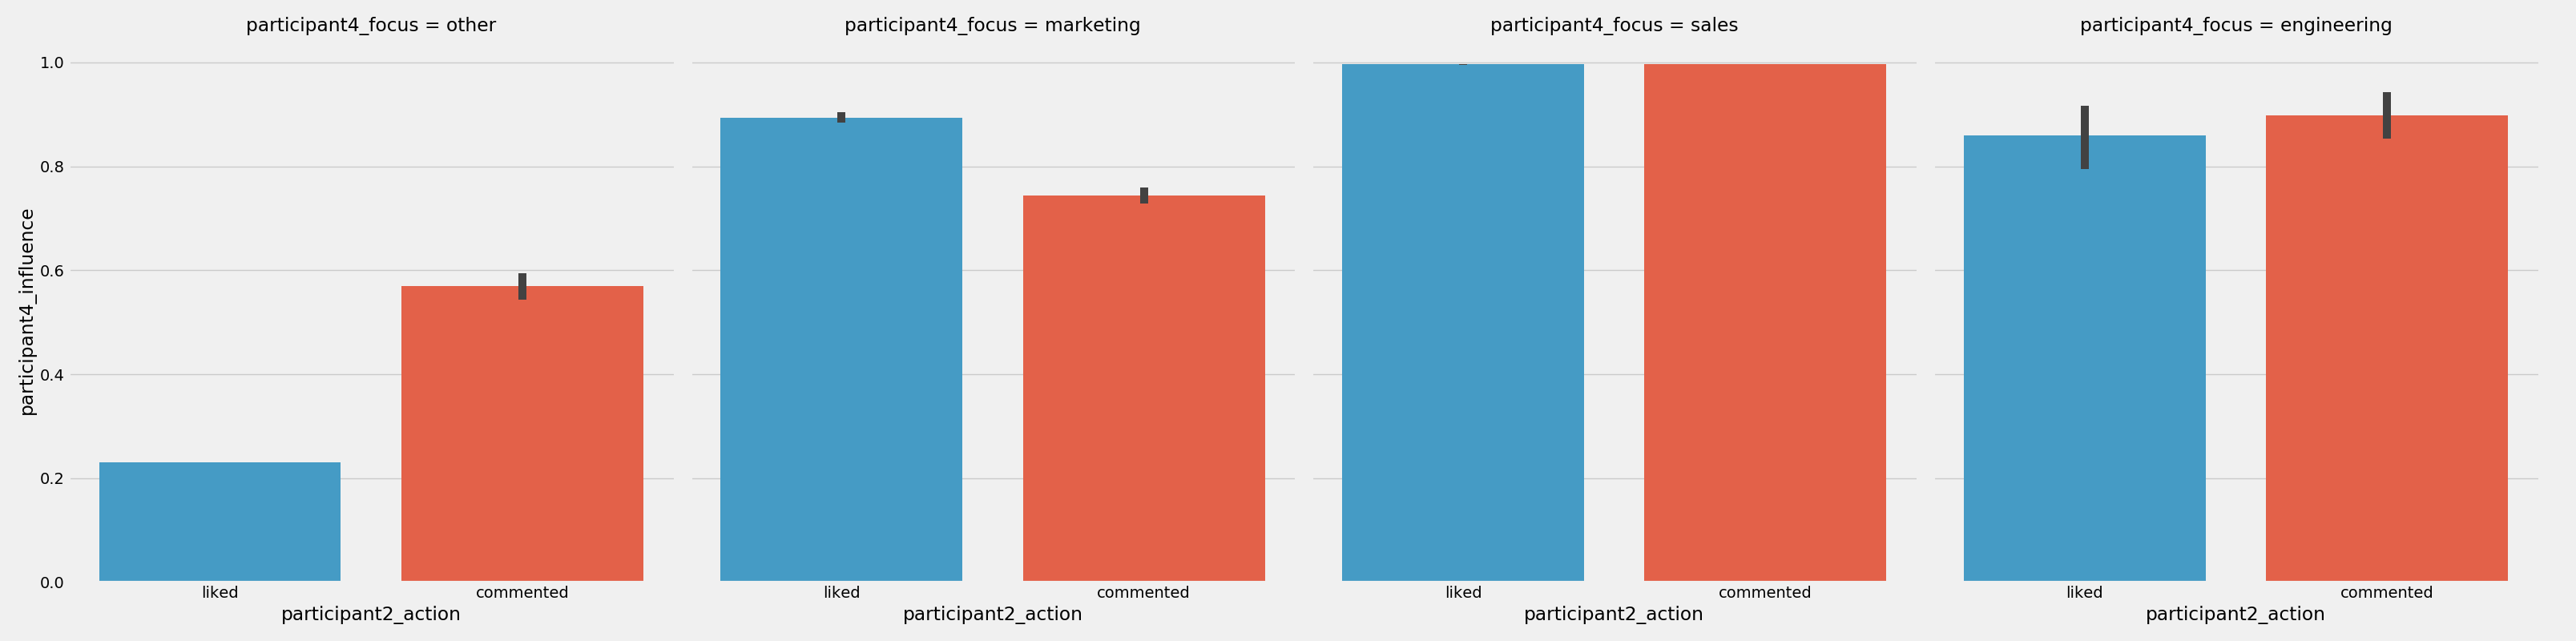 participant4_focus = other
participant4_focus = marketing
participant4_focus = sales
participant4_focus = engineering
participant4_influence
1.0
0.8
0.6
0.4
0.2
0.0
liked
commented
liked
commented
liked
commented
liked
commented
participant2_action
participant2_action
participant2_action
participant2_action